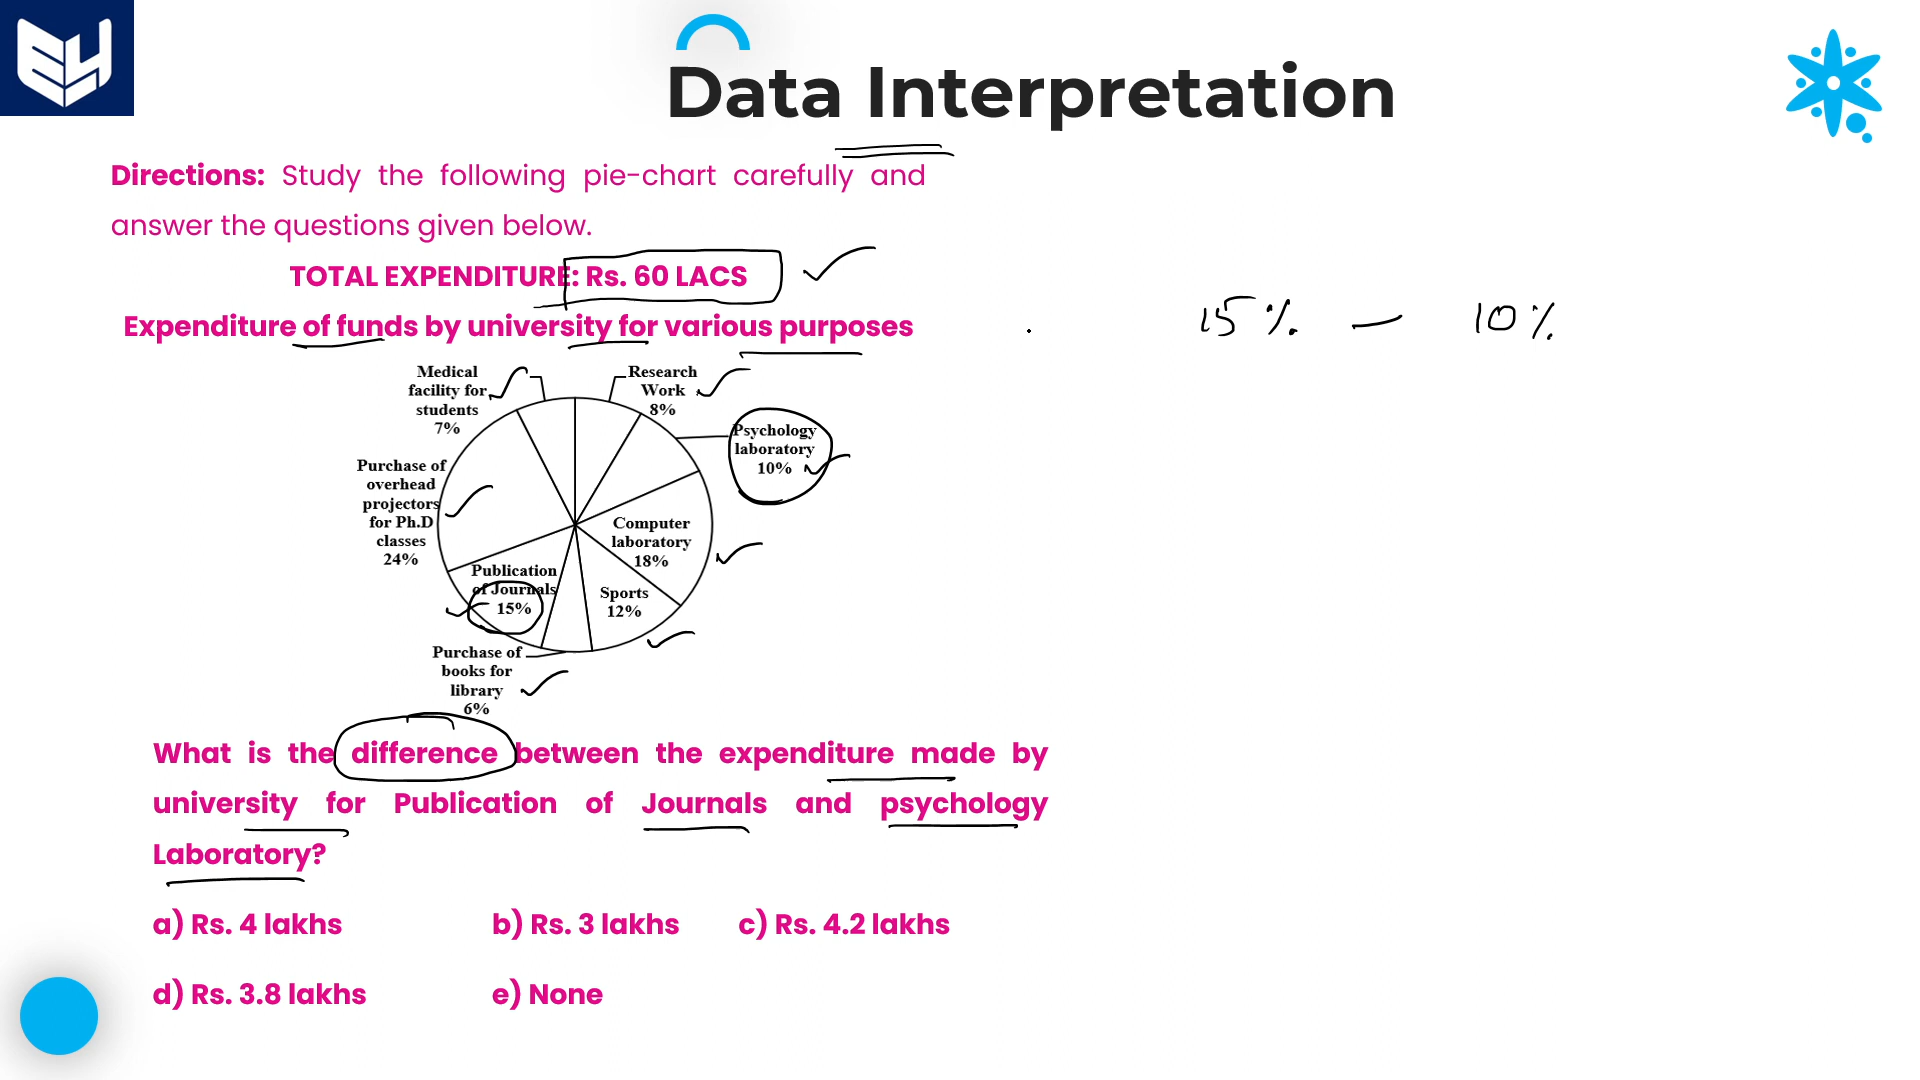 Data Interpretation
Directions: Study the following pie-chart carefully and
answer the questions given below.
TOTAL EXPENDITURE: Rs. 60 LACS
Expenditure of funds by university for various purposes
15% – 10%
Medical
facility for
students
7%
Research
Work
8%
Psychology
laboratory
10%
Purchase of
overhead
projectors
for Ph.D
classes
24%
Computer
laboratory
18%
Publication
of Journals
15%
Sports
12%
Purchase of
books for
library
6%
What is the difference between the expenditure made by
university for Publication of Journals and psychology
Laboratory?
a) Rs. 4 lakhs b) Rs. 3 lakhs c) Rs. 4.2 lakhs
d) Rs. 3.8 lakhs e) None